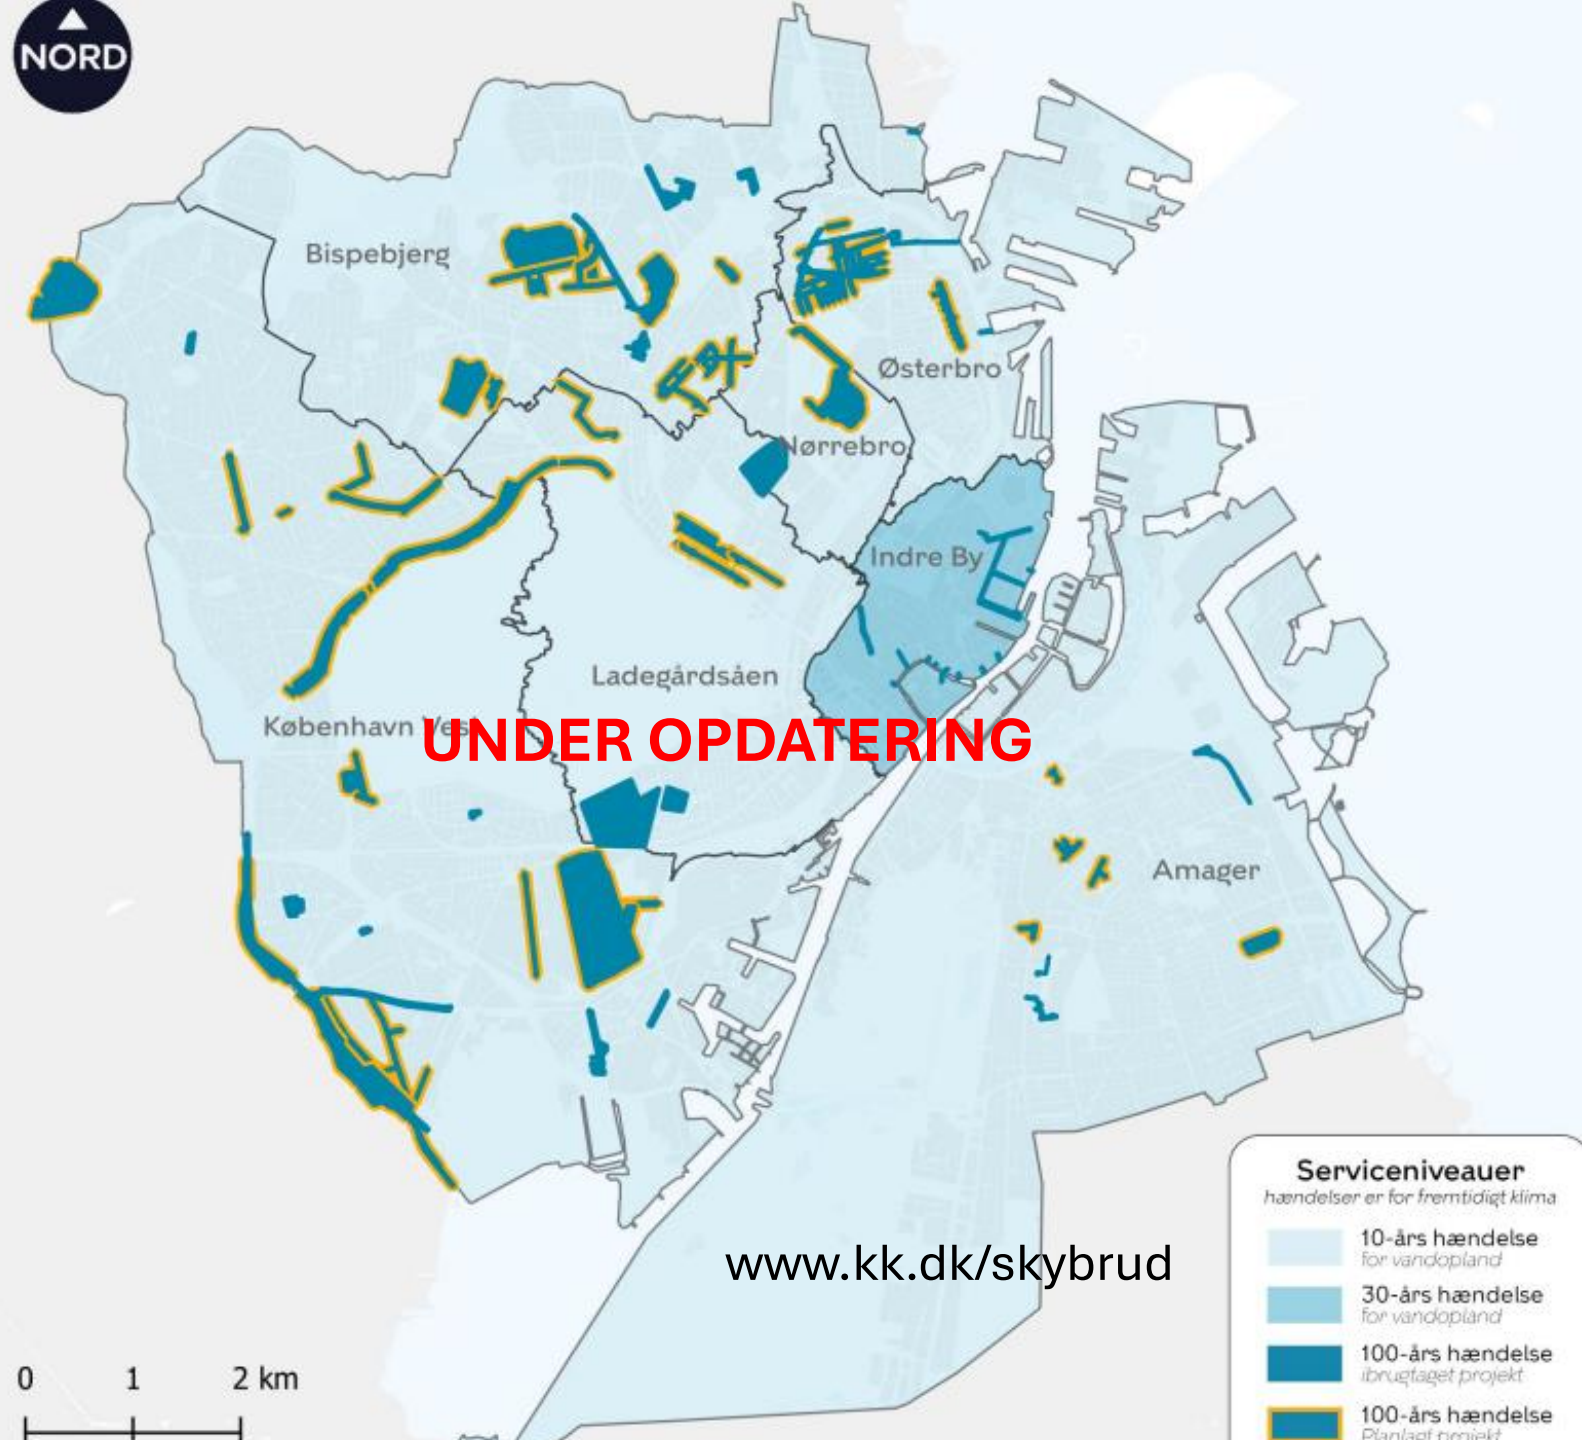 NORD
Bispebjerg
Østerbro
Nørrebro
Indre By
Ladegårdsåen
København Vest
UNDER OPDATERING
Amager
www.kk.dk/skybrud
Serviceniveauer
hændelser er for fremtidigt klima
10-års hændelse
for vandopland
30-års hændelse
for vandopland
100-års hændelse
ibrugtaget projekt
100-års hændelse
Planlagt projekt
0 1 2 km